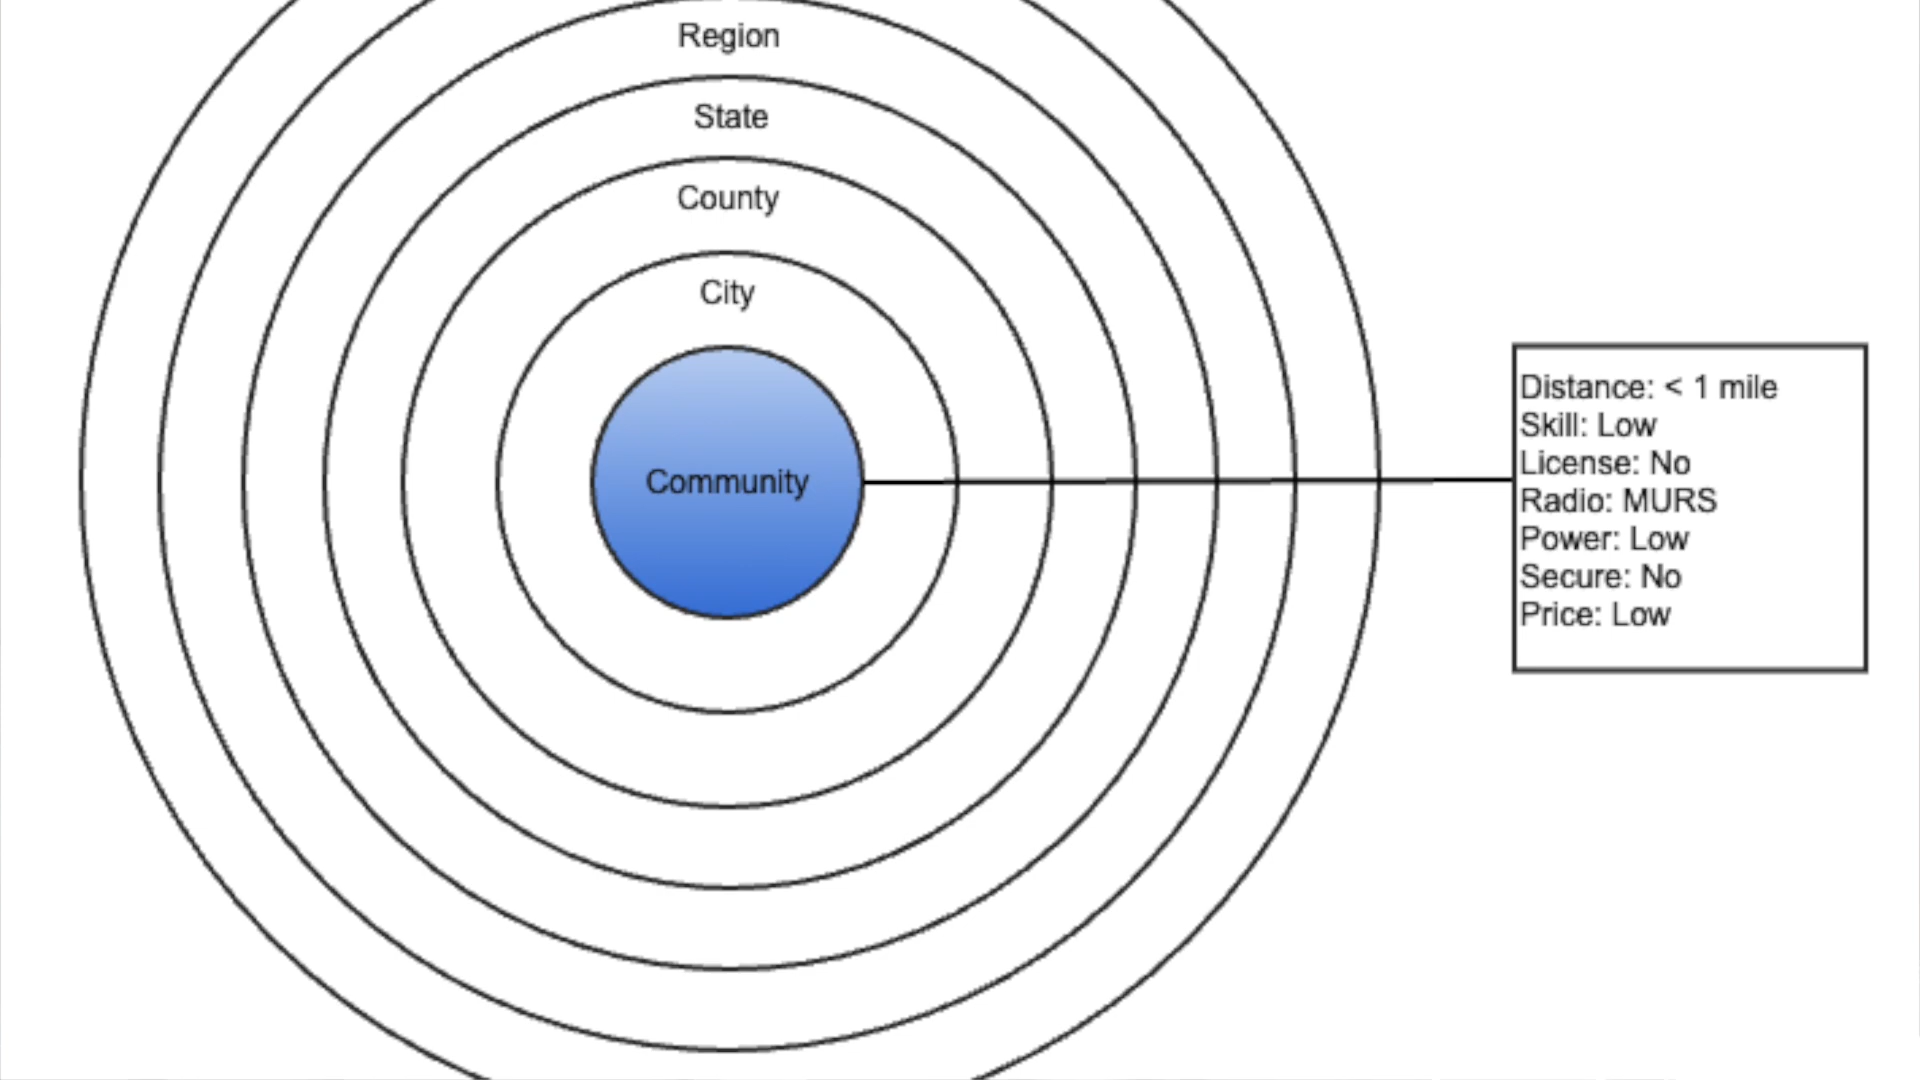 Region
State
County
City
Community
Distance: < 1 mile
Skill: Low
License: No
Radio: MURS
Power: Low
Secure: No
Price: Low